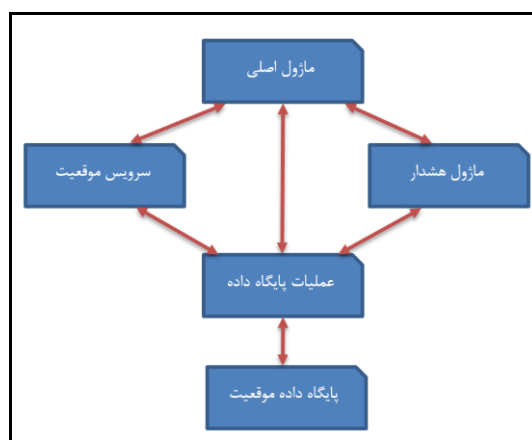 ماژول اصلی
ماژول هشدار
سرویس موقعیت
عملیات پایگاه داده
پایگاه داده موقعیت